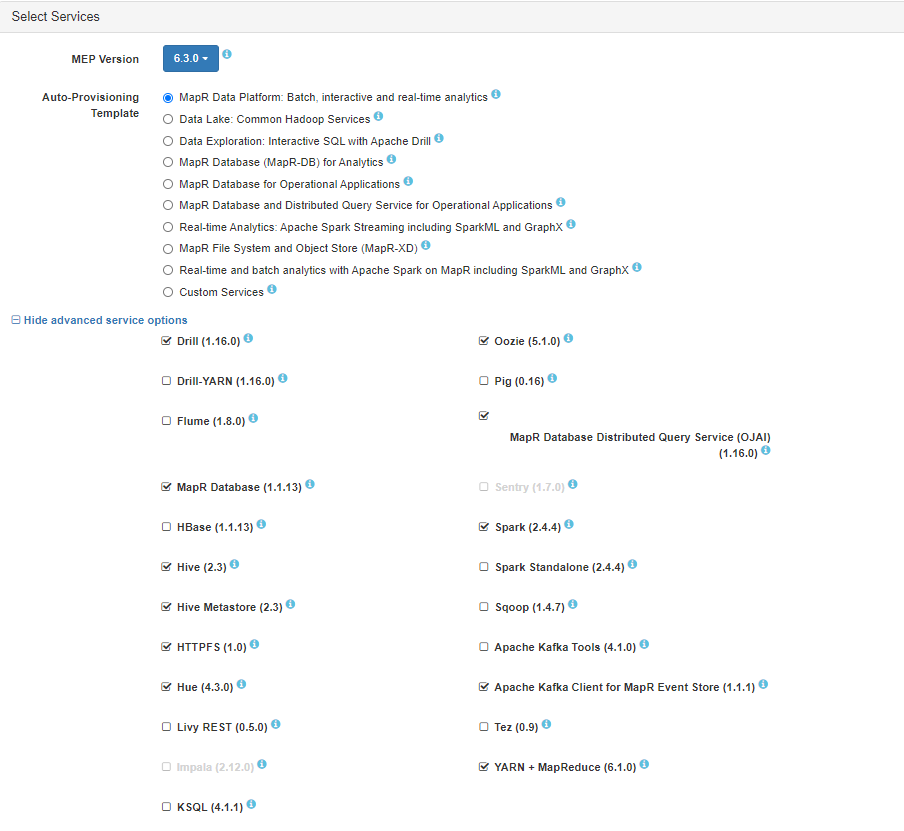 Select Services
MEP Version
6.3.0
Auto-Provisioning
Template
MapR Data Platform: Batch, interactive and real-time analytics
Data Lake: Common Hadoop Services
Data Exploration: Interactive SQL with Apache Drill
MapR Database (MapR-DB) for Analytics
MapR Database for Operational Applications
MapR Database and Distributed Query Service for Operational Applications
Real-time Analytics: Apache Spark Streaming including SparkML and GraphX
MapR File System and Object Store (MapR-XD)
Real-time and batch analytics with Apache Spark on MapR including SparkML and GraphX
Custom Services
Hide advanced service options
Drill (1.16.0)
Oozie (5.1.0)
Drill-YARN (1.16.0)
Pig (0.16)
Flume (1.8.0)
MapR Database Distributed Query Service (OJAI)
(1.16.0)
MapR Database (1.1.13)
Sentry (1.7.0)
HBase (1.1.13)
Spark (2.4.4)
Hive (2.3)
Spark Standalone (2.4.4)
Hive Metastore (2.3)
Sqoop (1.4.7)
HTTPFS (1.0)
Apache Kafka Tools (4.1.0)
Hue (4.3.0)
Apache Kafka Client for MapR Event Store (1.1.1)
Livy REST (0.5.0)
Tez (0.9)
Impala (2.12.0)
YARN + MapReduce (6.1.0)
KSQL (4.1.1)